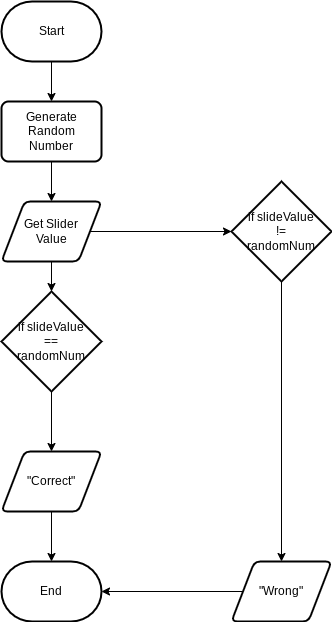 Start
Generate
Random
Number
Get Slider
Value
If slideValue
!=
randomNum
If slideValue
==
randomNum
"Correct"
End
"Wrong"